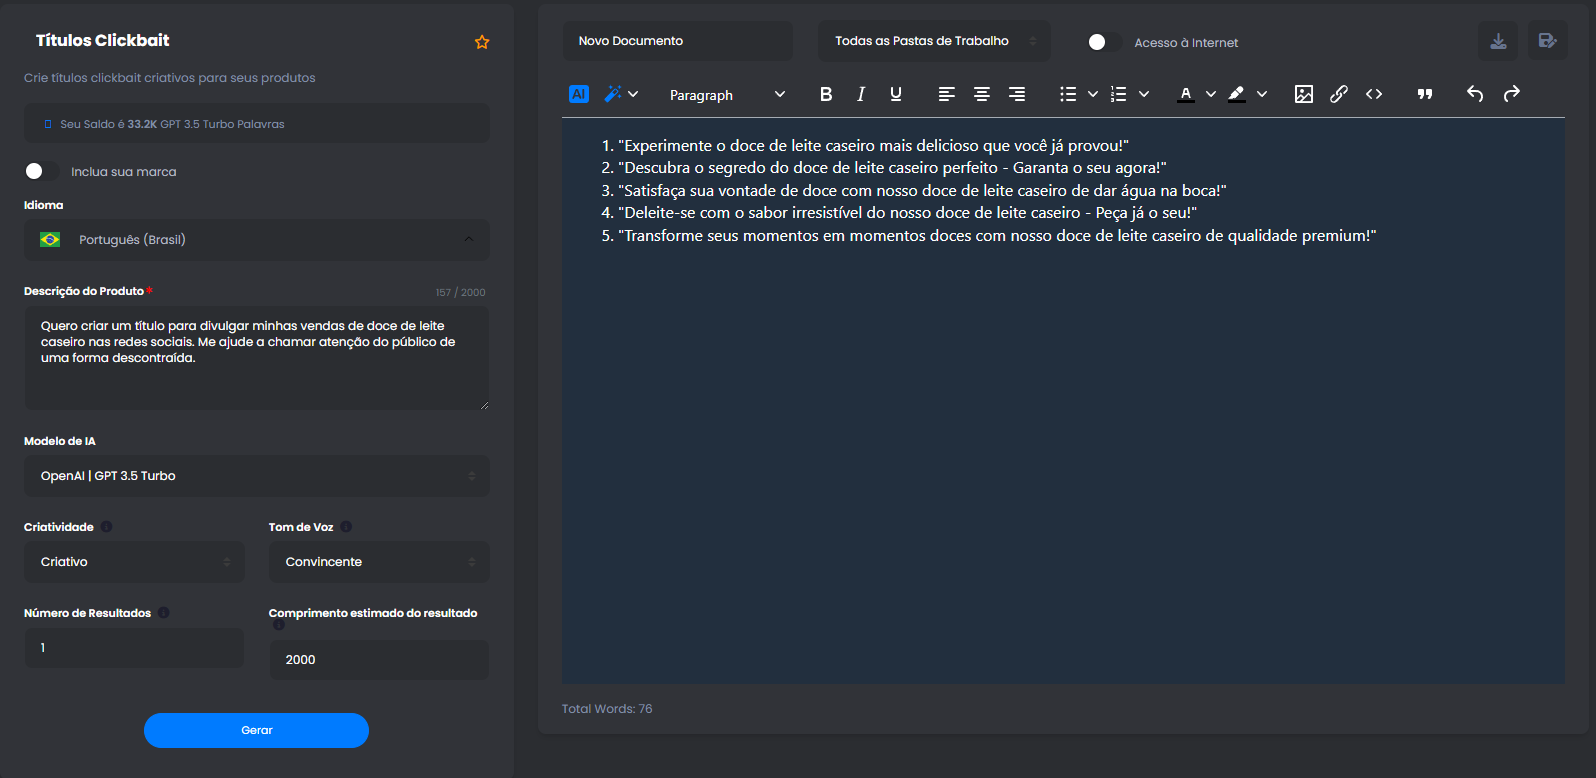 Títulos Clickbait
Crie títulos clickbait criativos para seus produtos
Seu Saldo é 33.2K GPT 3.5 Turbo Palavras
Inclua sua marca
Idioma
Português (Brasil)
Descrição do Produto*
157 / 2000
Quero criar um título para divulgar minhas vendas de doce de leite
caseiro nas redes sociais. Me ajude a chamar atenção do público de
uma forma descontraída.
Modelo de IA
OpenAI | GPT 3.5 Turbo
Criatividade
Tom de Voz
Criativo
Convincente
Número de Resultados
Comprimento estimado do resultado
1
2000
Gerar
Novo Documento
Todas as Pastas de Trabalho
Acesso à Internet
AI
Paragraph
B I U
A
1. "Experimente o doce de leite caseiro mais delicioso que você já provou!"
2. "Descubra o segredo do doce de leite caseiro perfeito - Garanta o seu agora!"
3. "Satisfaça sua vontade de doce com nosso doce de leite caseiro de dar água na boca!"
4. "Deleite-se com o sabor irresistível do nosso doce de leite caseiro - Peça já o seu!"
5. "Transforme seus momentos em momentos doces com nosso doce de leite caseiro de qualidade premium!"
Total Words: 76